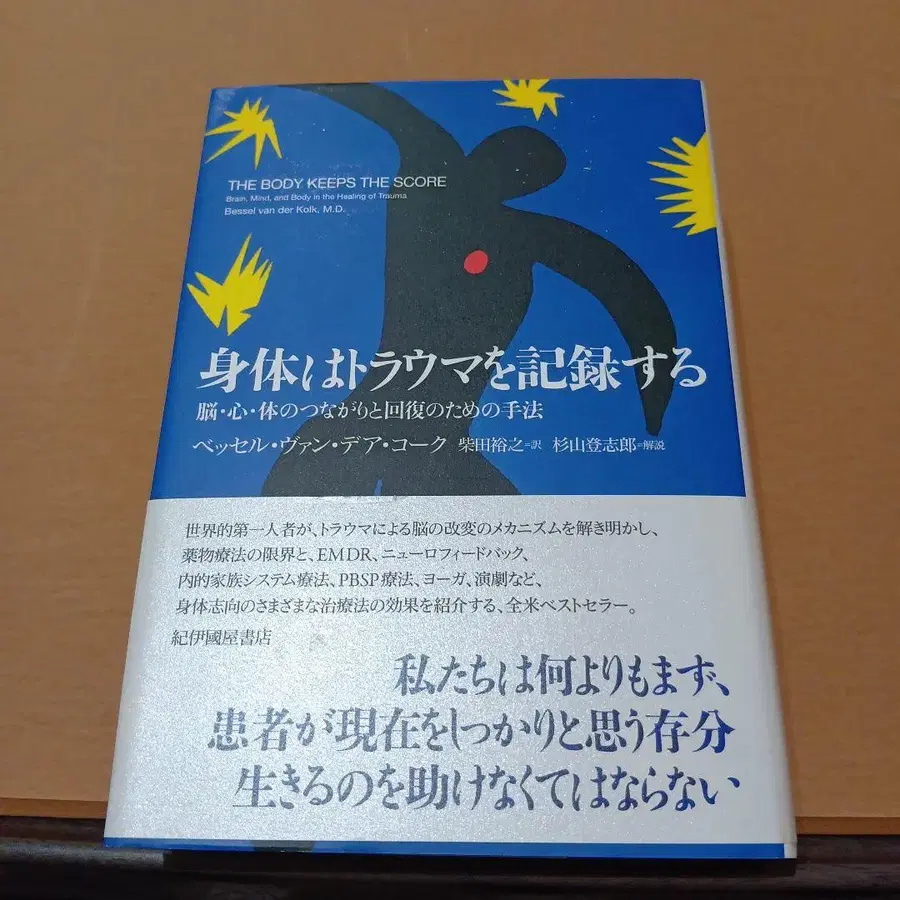 THE BODY KEEPS THE SCORE
Brain, Mind, and Body in the Healing of Trauma
Bessel van der Kolk, M.D.
身体はトラウマを記録する
脳・心・体のつながりと回復のための手法
ベッセル・ヴァン・デア・コーク 柴田裕之=訳 杉山登志郎=解説
世界的第一人者が、トラウマによる脳の改変のメカニズムを解き明かし、
薬物療法の限界と、EMDR、ニューロフィードバック、
内的家族システム療法、PBSP療法、ヨーガ、演劇など、
身体志向のさまざまな治療法の効果を紹介する、全米ベストセラー。
紀伊國屋書店
私たちは何よりもまず、
患者が現在をしっかりと思う存分
生きるのを助けなくてはならない